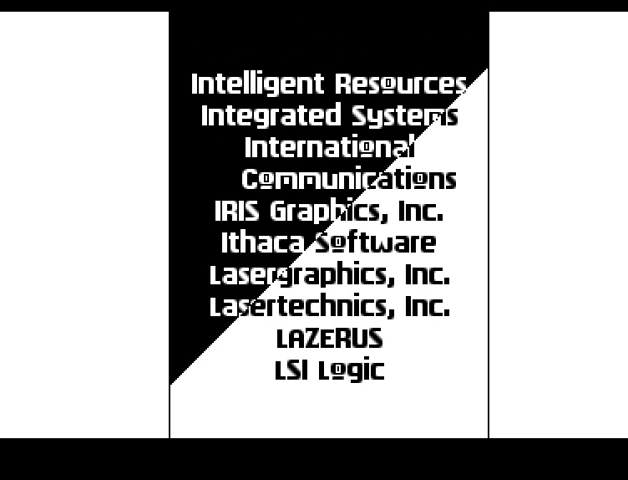 Intelligent Resources
Integrated Systems
International
Communications
IRIS Graphics, Inc.
Ithaca Software
Lasergraphics, Inc.
Lasertechnics, Inc.
LAZERUS
LSI Logic